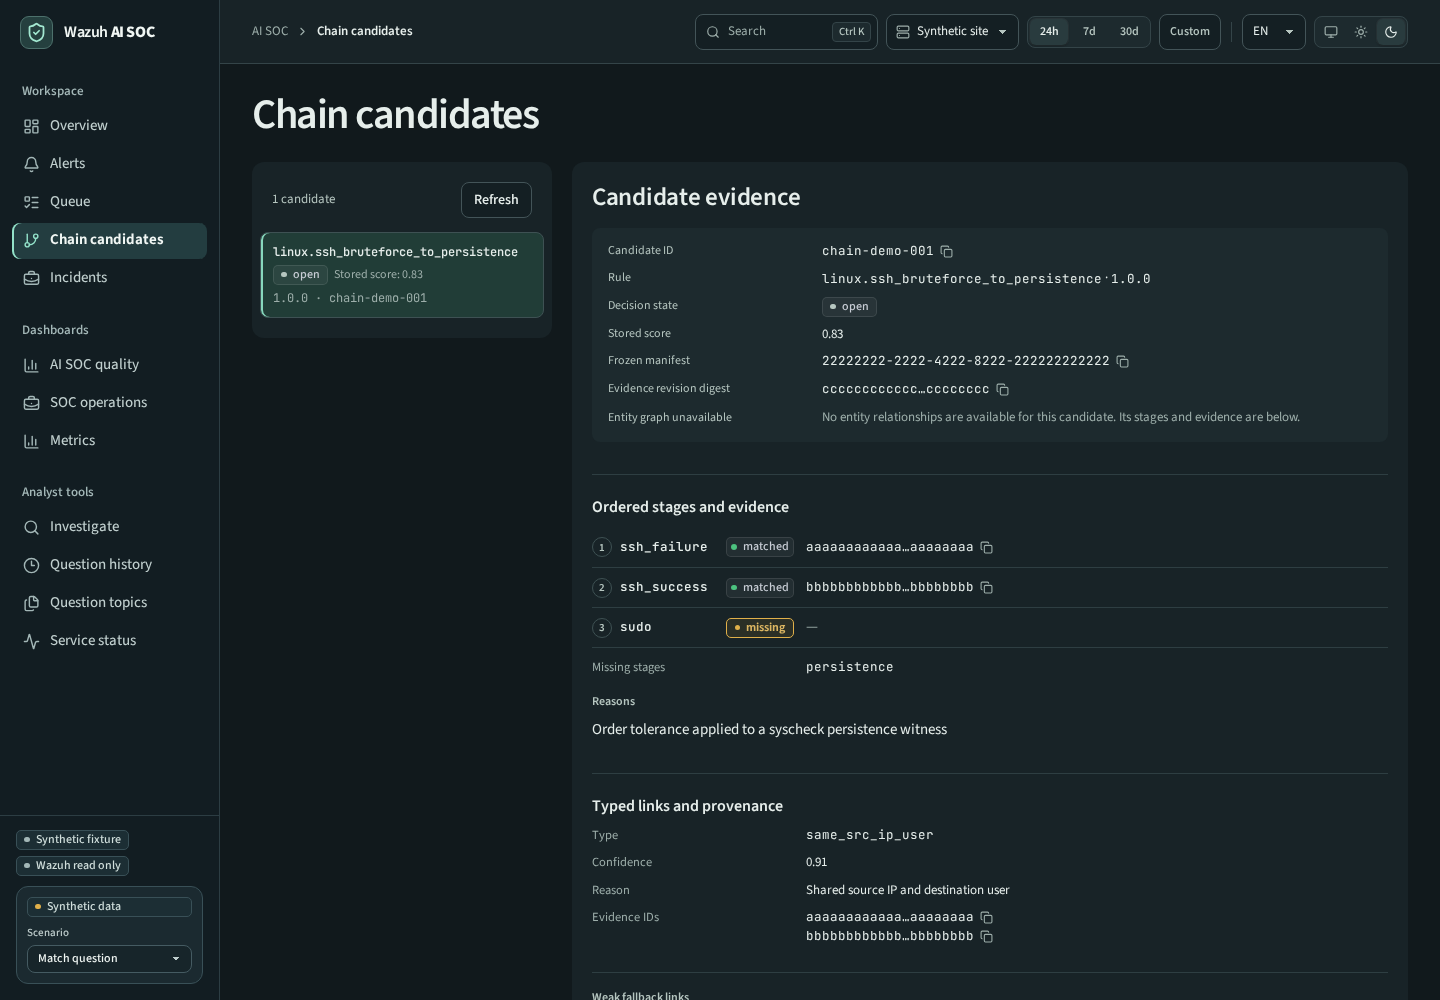 Wazuh AI SOC
Workspace
Overview
Alerts
Queue
Chain candidates
Incidents
Dashboards
AI SOC quality
SOC operations
Metrics
Analyst tools
Investigate
Question history
Question topics
Service status
Synthetic fixture
Wazuh read only
Synthetic data
Scenario
Match question
AI SOC > Chain candidates
Search Ctrl K
Synthetic site
24h 7d 30d
Custom
EN
Chain candidates
1 candidate
Refresh
linux.ssh_bruteforce_to_persistence
open Stored score: 0.83
1.0.0 · chain-demo-001
Candidate evidence
Candidate ID chain-demo-001
Rule linux.ssh_bruteforce_to_persistence · 1.0.0
Decision state open
Stored score 0.83
Frozen manifest 22222222-2222-4222-8222-222222222222
Evidence revision digest cccccccccccc…cccccccc
Entity graph unavailable No entity relationships are available for this candidate. Its stages and evidence are below.
Ordered stages and evidence
1 ssh_failure matched aaaaaaaaaaaa…aaaaaaaa
2 ssh_success matched bbbbbbbbbbbb…bbbbbbbb
3 sudo missing —
Missing stages persistence
Reasons
Order tolerance applied to a syscheck persistence witness
Typed links and provenance
Type same_src_ip_user
Confidence 0.91
Reason Shared source IP and destination user
Evidence IDs aaaaaaaaaaaa…aaaaaaaa
bbbbbbbbbbbb…bbbbbbbb
Weak fallback links